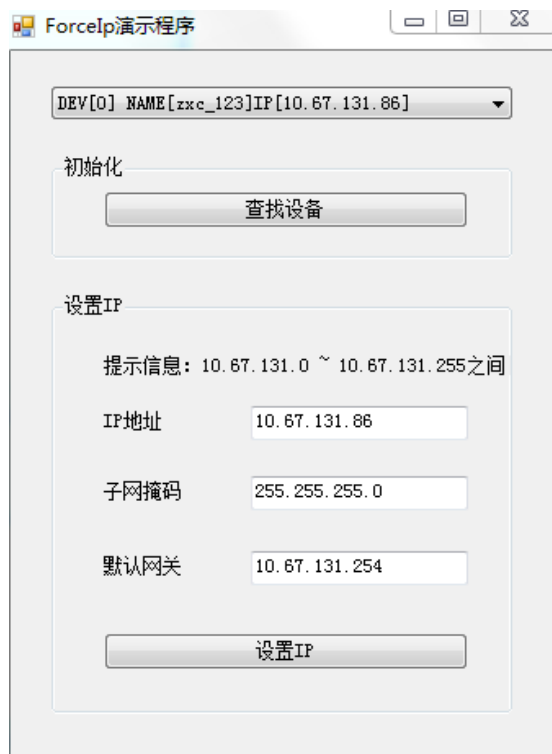 ForceIp演示程序
DEV[0] NAME[zxc_123]IP[10.67.131.86]
初始化
查找设备
设置IP
提示信息：10.67.131.0 ~ 10.67.131.255之间
IP地址 10.67.131.86
子网掩码 255.255.255.0
默认网关 10.67.131.254
设置IP